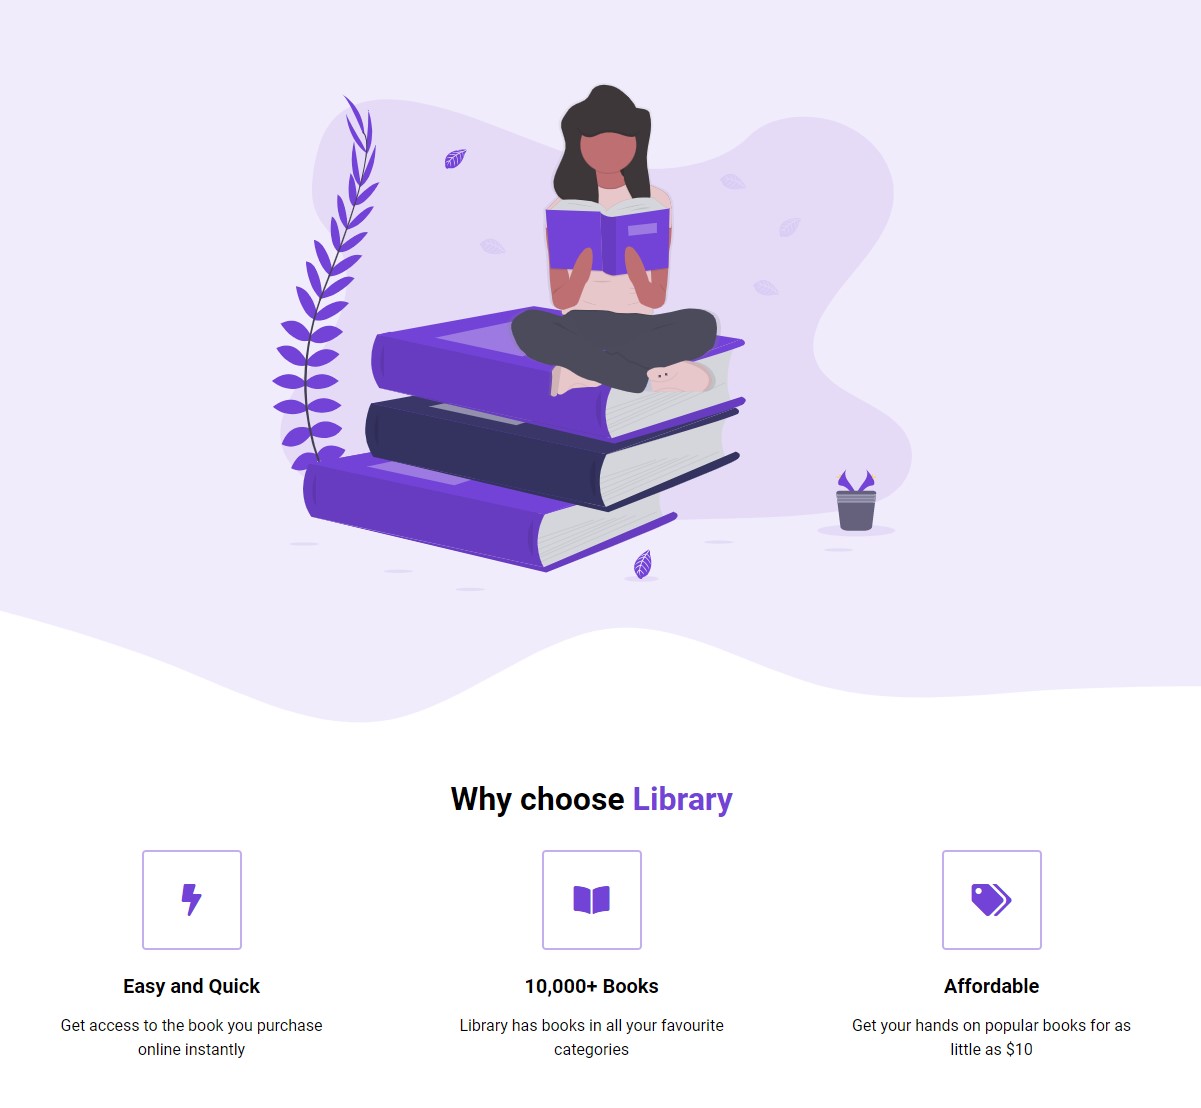 Why choose Library
Easy and Quick
Get access to the book you purchase
online instantly
10,000+ Books
Library has books in all your favourite
categories
Affordable
Get your hands on popular books for as
little as $10